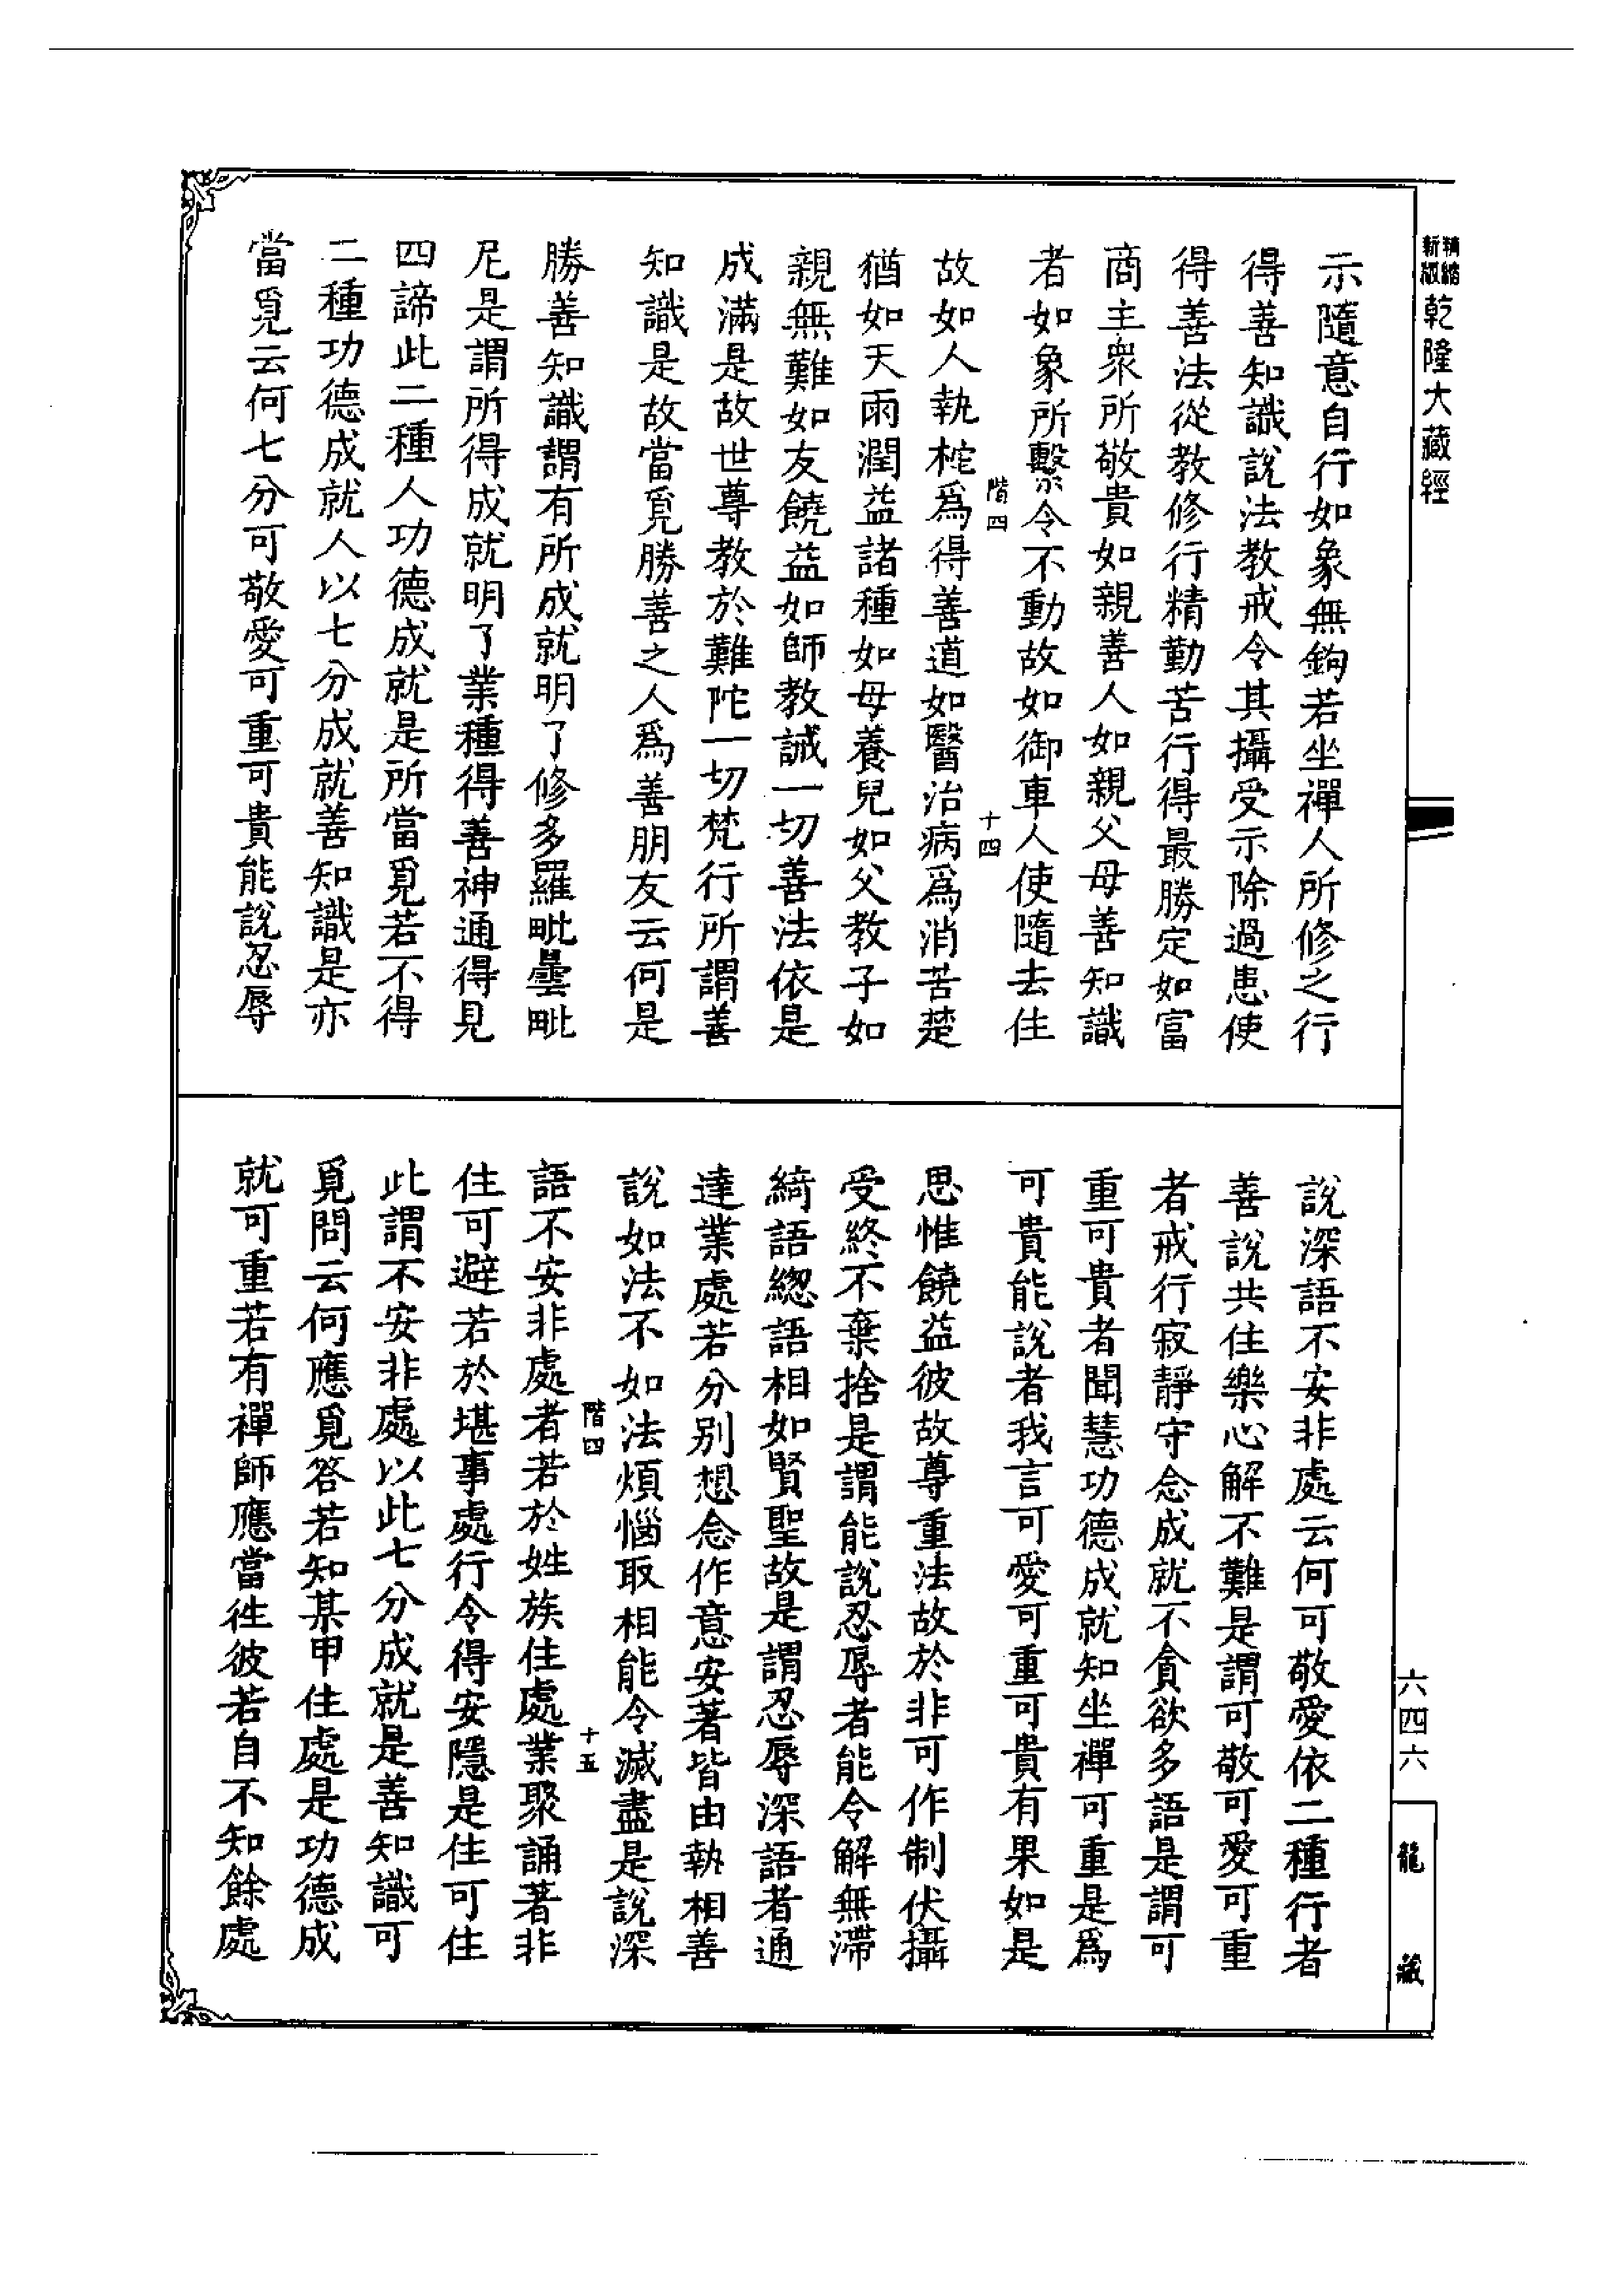 精縮
新版
乾隆大藏經
示隨意自行如象無鉤若坐禪人所修之行
得善知識說法教戒令其攝受示除過患使
得善法從教修行精勤苦行得最勝定如富
商主衆所敬貴如親善人如親父母善知識
者如象所繫令不動故如御車人使隨去住
階四
十四
故如人執柁爲得善道如醫治病爲消苦楚
猶如天雨潤益諸種如母養兒如父教子如
親無難如友饒益如師教誡一切善法依是
成滿是故世尊教於難陀一切梵行所謂善
知識是故當覓勝善之人爲善朋友云何是
勝善知識謂有所成就明了修多羅毗曇毗
尼是謂所得成就明了業種得善神通得見
四諦此二種人功德成就是所當覓若不得
二種功德成就人以七分成就善知識是亦
當覓云何七分可敬愛可重可貴能說忍辱
說深語不安非處云何可敬愛依二種行者
善說共住樂心解不難是謂可敬可愛可重
者戒行寂靜守念成就不貪欲多語是謂可
重可貴者聞慧功德成就知坐禪可重是爲
可貴能說者我言可愛可重可貴有果如是
思惟饒益彼故尊重法故於非可作制伏攝
受終不棄捨是謂能說忍辱者能令解無滯
綺語緫語相如賢聖故是謂忍辱深語者通
達業處若分別想念作意安著皆由執相善
說如法不如法煩惱取相能令滅盡是說深
階四
十五
語不安非處者若於姓族住處業聚誦著非
住可避若於堪事處行令得安隱是住可住
此謂不安非處以此七分成就是善知識可
覓問云何應覓答若知某甲住處是功德成
就可重若有禪師應當徃彼若自不知餘處
六四六
龍藏